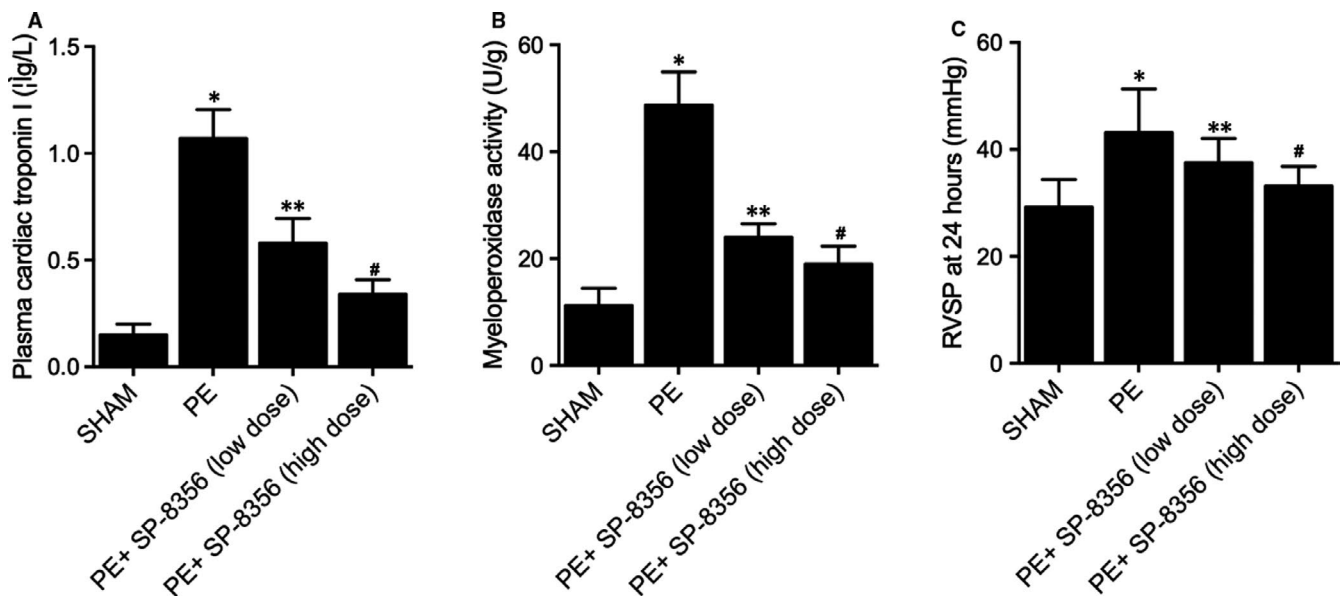 A
Plasma cardiac troponin I (¦Ìg/L)
1.5
1.0
0.5
0.0
*
**
#
SHAM
PE
PE+ SP-8356 (low dose)
PE+ SP-8356 (high dose)
B
Myeloperoxidase activity (U/g)
60
40
20
0
*
**
#
SHAM
PE
PE+ SP-8356 (low dose)
PE+ SP-8356 (high dose)
C
RVSP at 24 hours (mmHg)
60
40
20
0
*
**
#
SHAM
PE
PE+ SP-8356 (low dose)
PE+ SP-8356 (high dose)